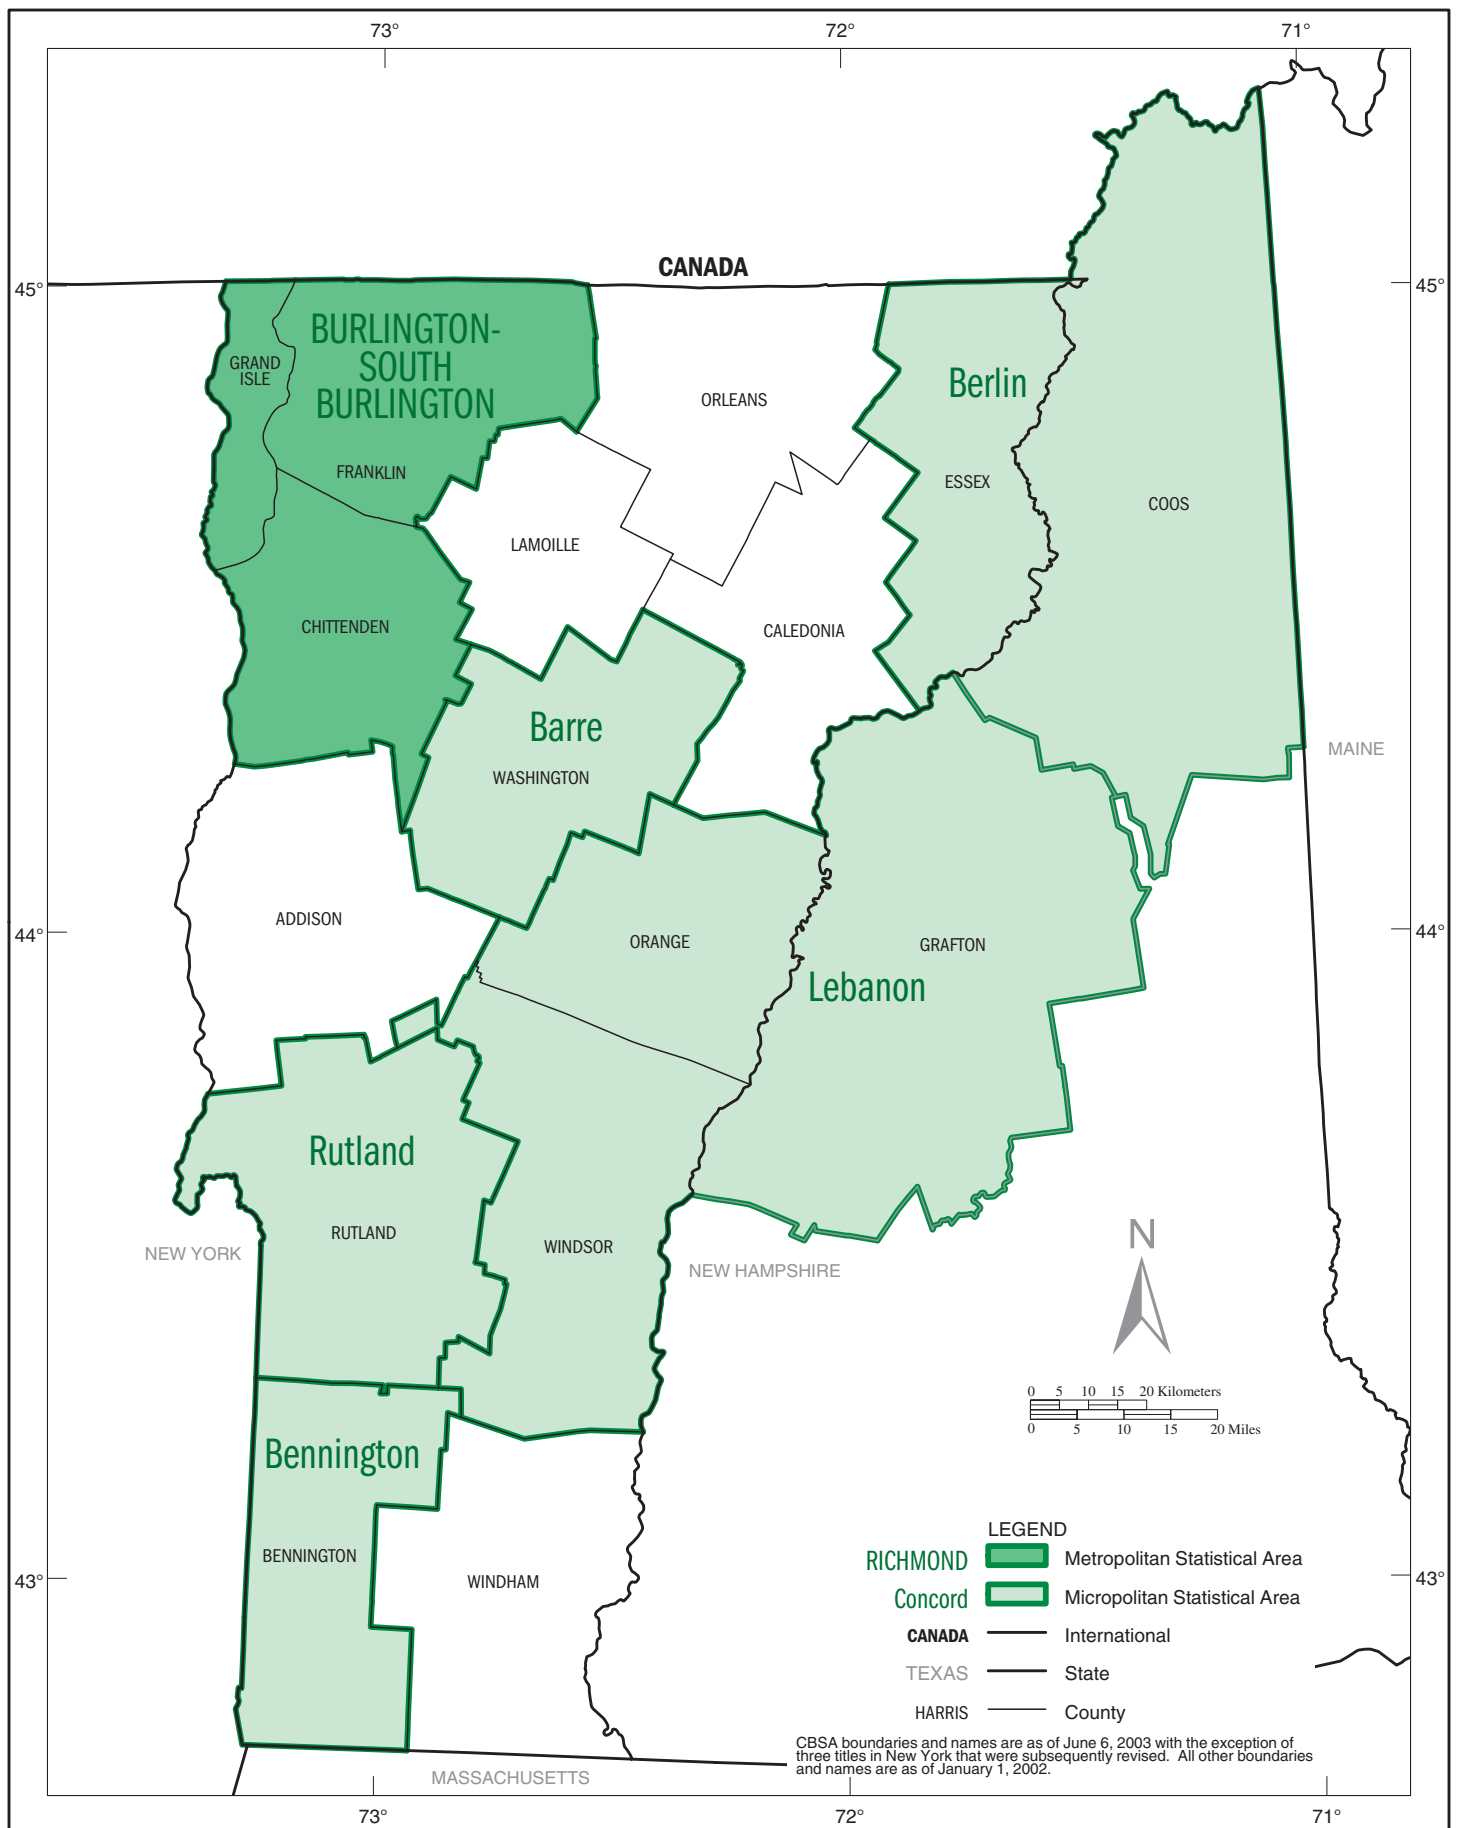 73°
72°
71°
CANADA
45°
45°
BURLINGTON-
SOUTH
BURLINGTON
GRAND
ISLE
Berlin
ORLEANS
FRANKLIN
ESSEX
COOS
LAMOILLE
CHITTENDEN
CALEDONIA
Barre
WASHINGTON
MAINE
ADDISON
44°
44°
ORANGE
GRAFTON
Lebanon
Rutland
RUTLAND
WINDSOR
NEW YORK
NEW HAMPSHIRE
N
0 5 10 15 20 Kilometers
0 5 10 15 20 Miles
Bennington
BENNINGTON
WINDHAM
43°
43°
LEGEND
RICHMOND Metropolitan Statistical Area
Concord Micropolitan Statistical Area
CANADA International
TEXAS State
HARRIS County
CBSA boundaries and names are as of June 6, 2003 with the exception of
three titles in New York that were subsequently revised. All other boundaries
and names are as of January 1, 2002.
MASSACHUSETTS
73°
72°
71°